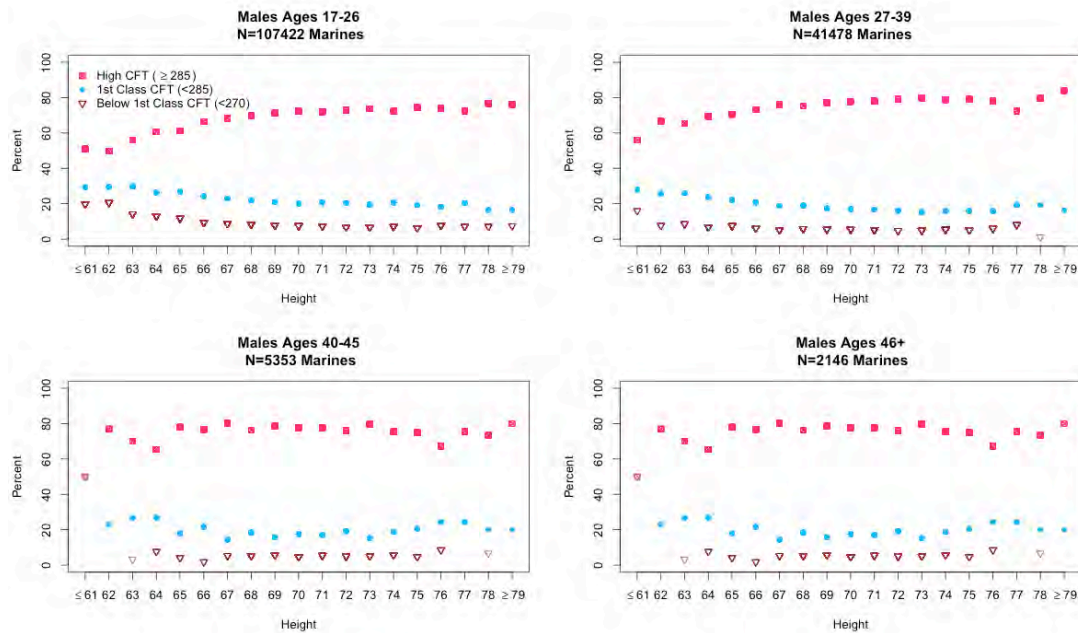 Males Ages 17-26
N=107422 Marines
High CFT ( ≥ 285)
1st Class CFT (<285)
Below 1st Class CFT (<270)
Percent
0
20
40
60
80
100
≤ 61 62 63 64 65 66 67 68 69 70 71 72 73 74 75 76 77 78 ≥ 79
Height
Males Ages 27-39
N=41478 Marines
Percent
0
20
40
60
80
100
≤ 61 62 63 64 65 66 67 68 69 70 71 72 73 74 75 76 77 78 ≥ 79
Height
Males Ages 40-45
N=5353 Marines
Percent
0
20
40
60
80
100
≤ 61 62 63 64 65 66 67 68 69 70 71 72 73 74 75 76 77 78 ≥ 79
Height
Males Ages 46+
N=2146 Marines
Percent
0
20
40
60
80
100
≤ 61 62 63 64 65 66 67 68 69 70 71 72 73 74 75 76 77 78 ≥ 79
Height